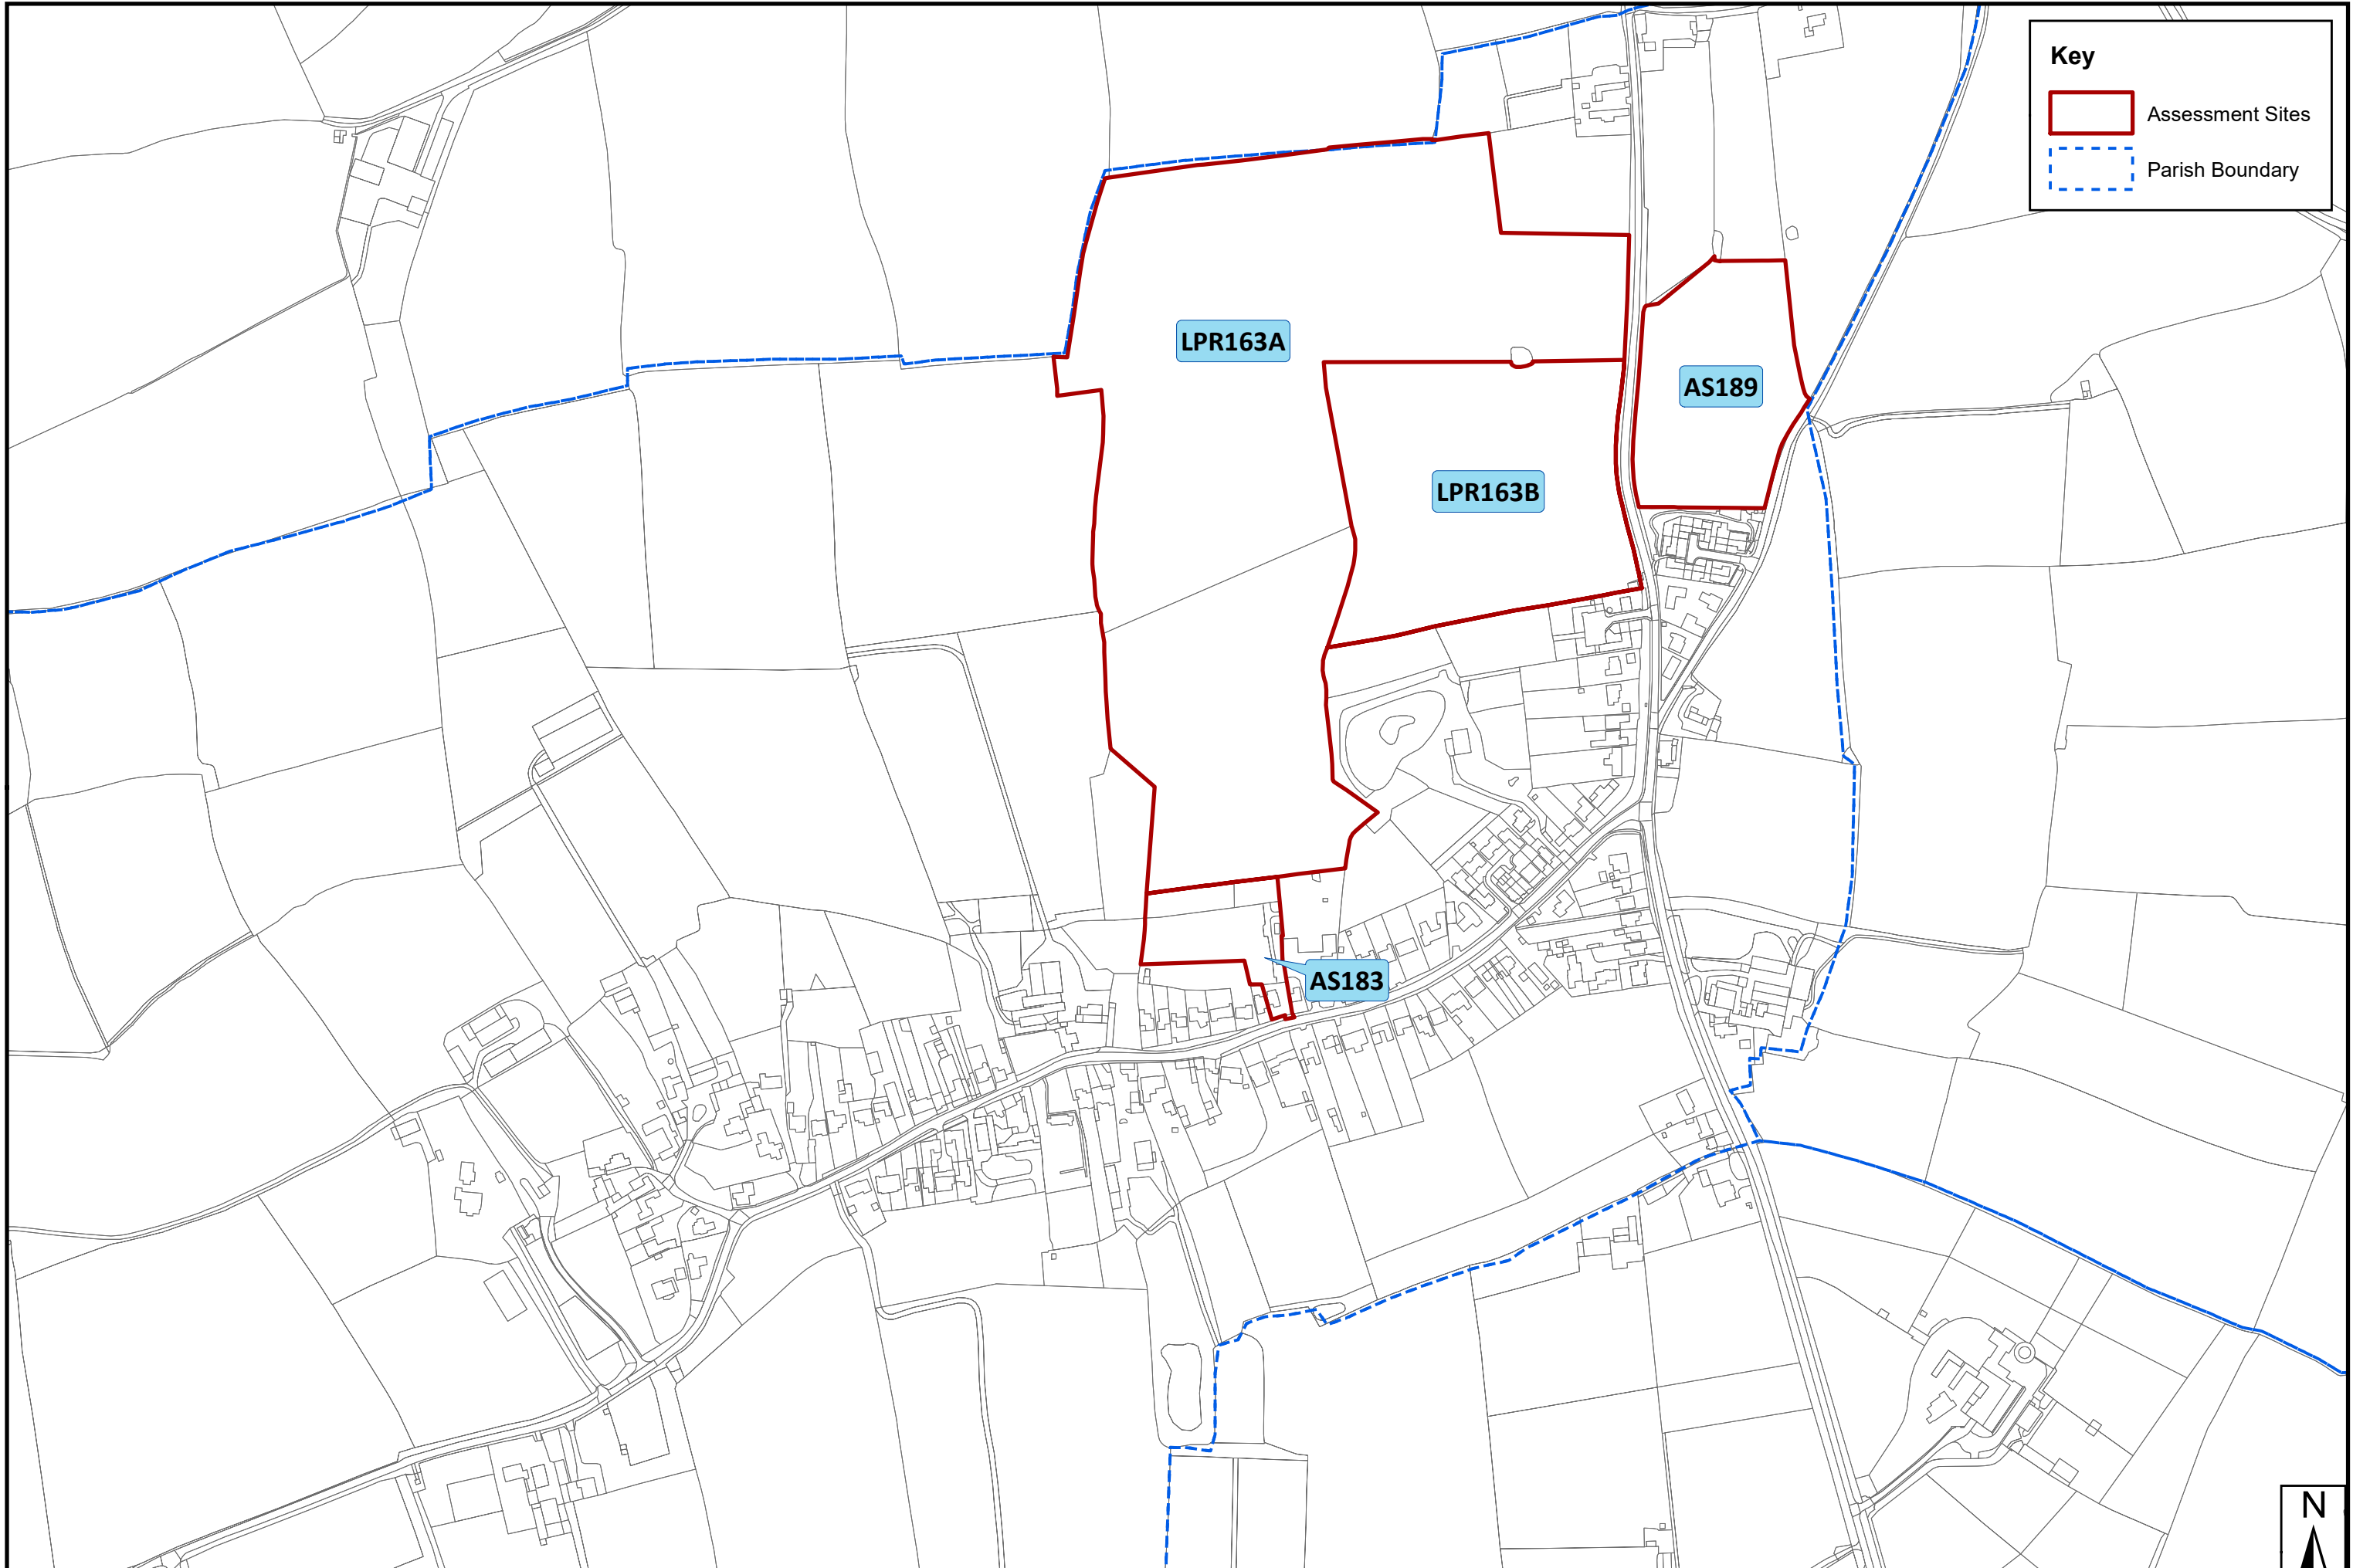 Key
Assessment Sites
Parish Boundary
LPR163A
AS189
LPR163B
AS183
N